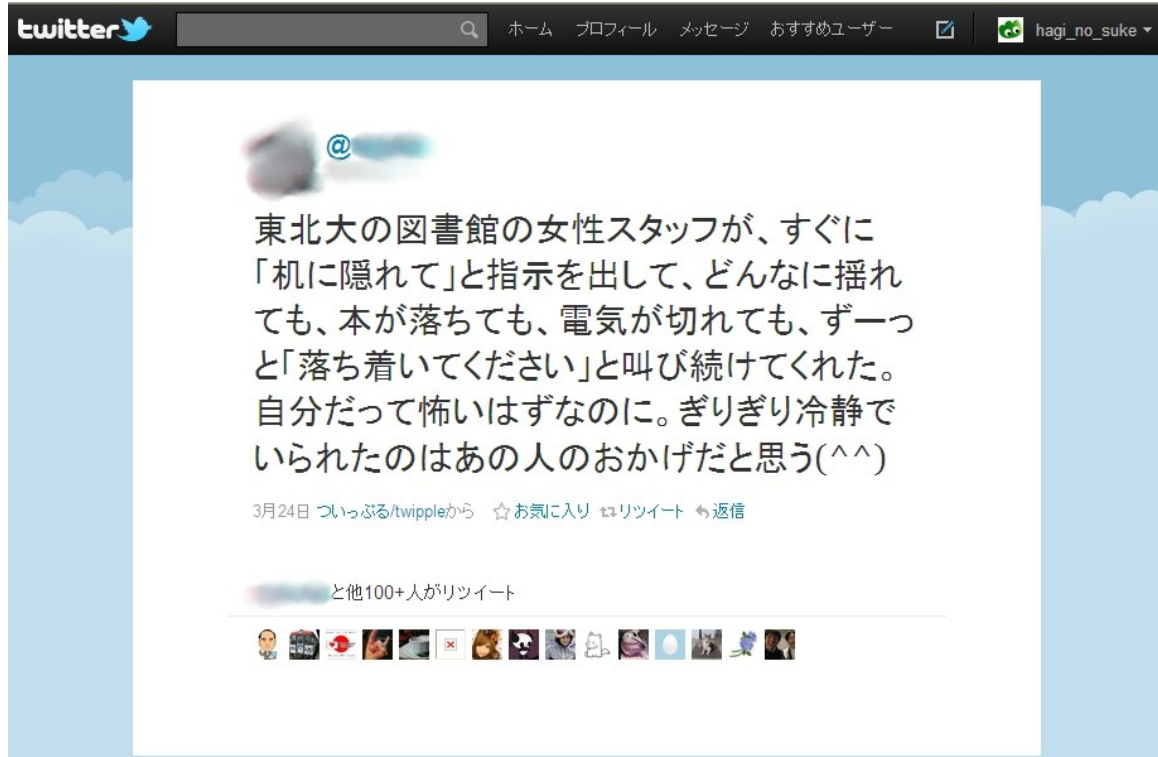 twitter
ホーム プロフィール メッセージ おすすめユーザー hagi_no_suke
@
東北大の図書館の女性スタッフが、すぐに
「机に隠れて」と指示を出して、どんなに揺れ
ても、本が落ちても、電気が切れても、ずーっ
と「落ち着いてください」と叫び続けてくれた。
自分だって怖いはずなのに。ぎりぎり冷静で
いられたのはあの人のおかげだと思う(^^)
3月24日 ついっぷる/twippleから お気に入り リツイート 返信
と他100+人がリツイート